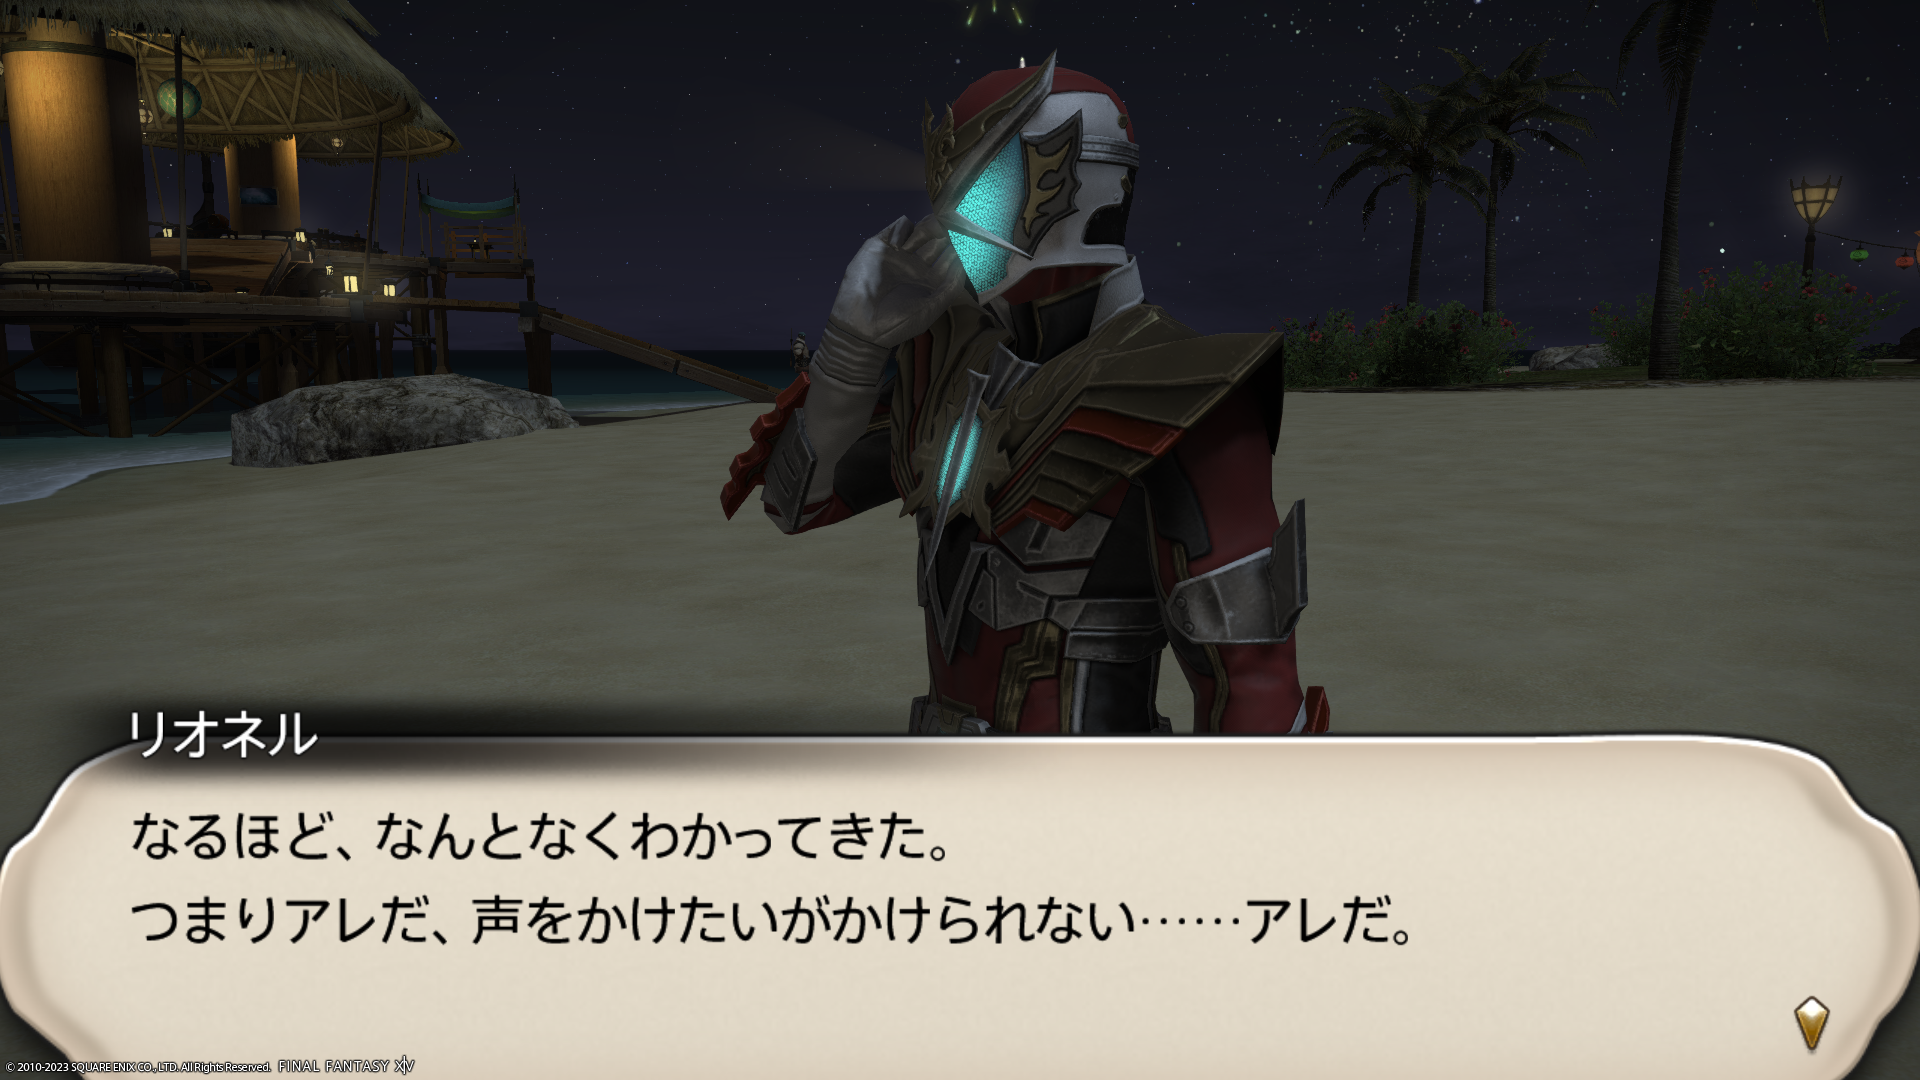 リオネル
なるほど、なんとなくわかってきた。
つまりアレだ、声をかけたいがかけられない……アレだ。
© 2010-2023 SQUARE ENIX CO., LTD. All Rights Reserved. FINAL FANTASY XIV